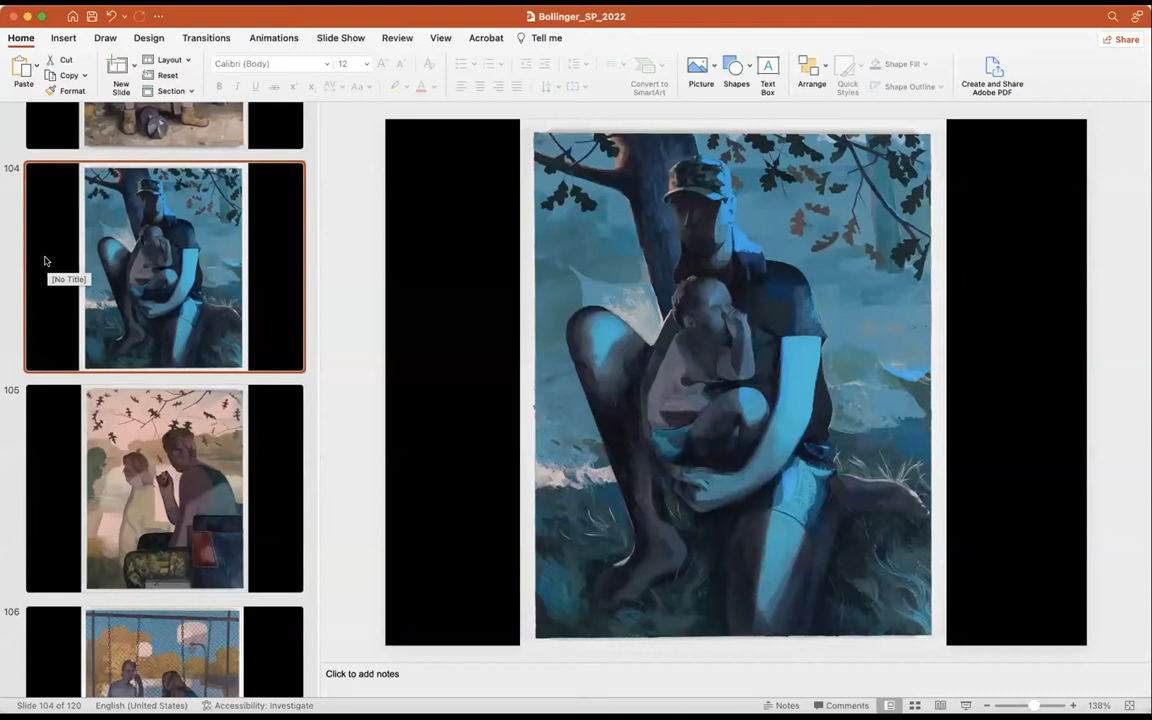 Bollinger_SP_2022
Home Insert Draw Design Transitions Animations Slide Show Review View Acrobat Tell me Share
Paste Cut Copy Format New Slide Layout Reset Section Calibri (Body) 12 Convert to SmartArt Picture Shapes Text Box Arrange Quick Styles Shape Fill Shape Outline Create and Share Adobe PDF
104
[No Title]
105
106
Click to add notes
Slide 104 of 120 English (United States) Accessibility: Investigate Notes Comments 138%